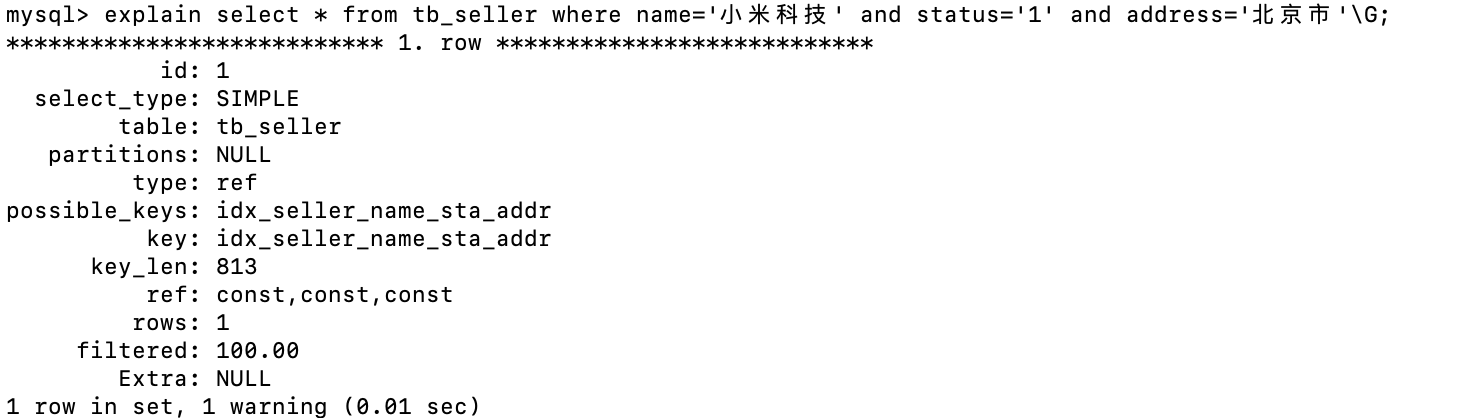 mysql> explain select * from tb_seller where name='小米科技' and status='1' and address='北京市'\G;
*************************** 1. row ***************************
           id: 1
  select_type: SIMPLE
        table: tb_seller
   partitions: NULL
         type: ref
possible_keys: idx_seller_name_sta_addr
          key: idx_seller_name_sta_addr
      key_len: 813
          ref: const,const,const
         rows: 1
     filtered: 100.00
        Extra: NULL
1 row in set, 1 warning (0.01 sec)